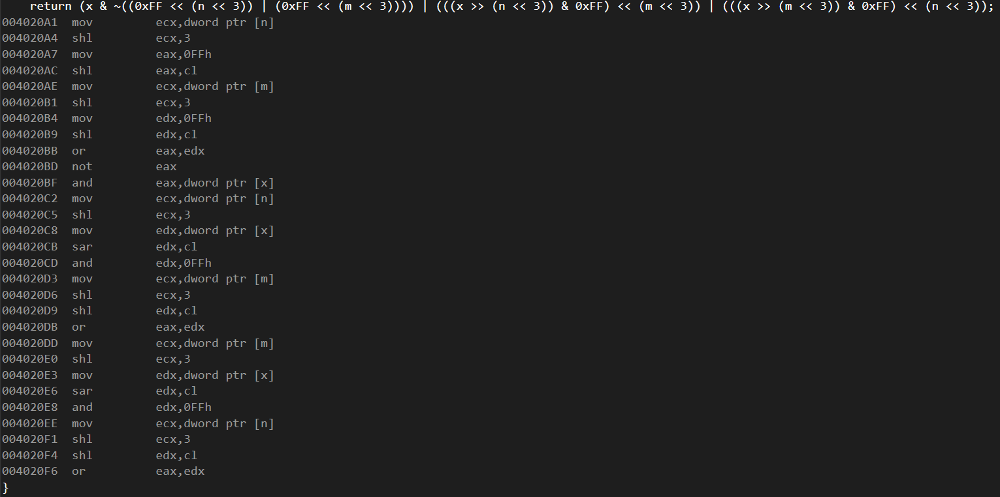 return (x & ~((0xFF << (n << 3)) | (0xFF << (m << 3)))) | (((x >> (n << 3)) & 0xFF) << (m << 3)) | (((x >> (m << 3)) & 0xFF) << (n << 3));
004020A1 mov ecx,dword ptr [n]
004020A4 shl ecx,3
004020A7 mov eax,0FFh
004020AC shl eax,cl
004020AE mov ecx,dword ptr [m]
004020B1 shl ecx,3
004020B4 mov edx,0FFh
004020B9 shl edx,cl
004020BB or eax,edx
004020BD not eax
004020BF and eax,dword ptr [x]
004020C2 mov ecx,dword ptr [n]
004020C5 shl ecx,3
004020C8 mov edx,dword ptr [x]
004020CB sar edx,cl
004020CD and edx,0FFh
004020D3 mov ecx,dword ptr [m]
004020D6 shl ecx,3
004020D9 shl edx,cl
004020DB or eax,edx
004020DD mov ecx,dword ptr [m]
004020E0 shl ecx,3
004020E3 mov edx,dword ptr [x]
004020E6 sar edx,cl
004020E8 and edx,0FFh
004020EE mov ecx,dword ptr [n]
004020F1 shl ecx,3
004020F4 shl edx,cl
004020F6 or eax,edx
}